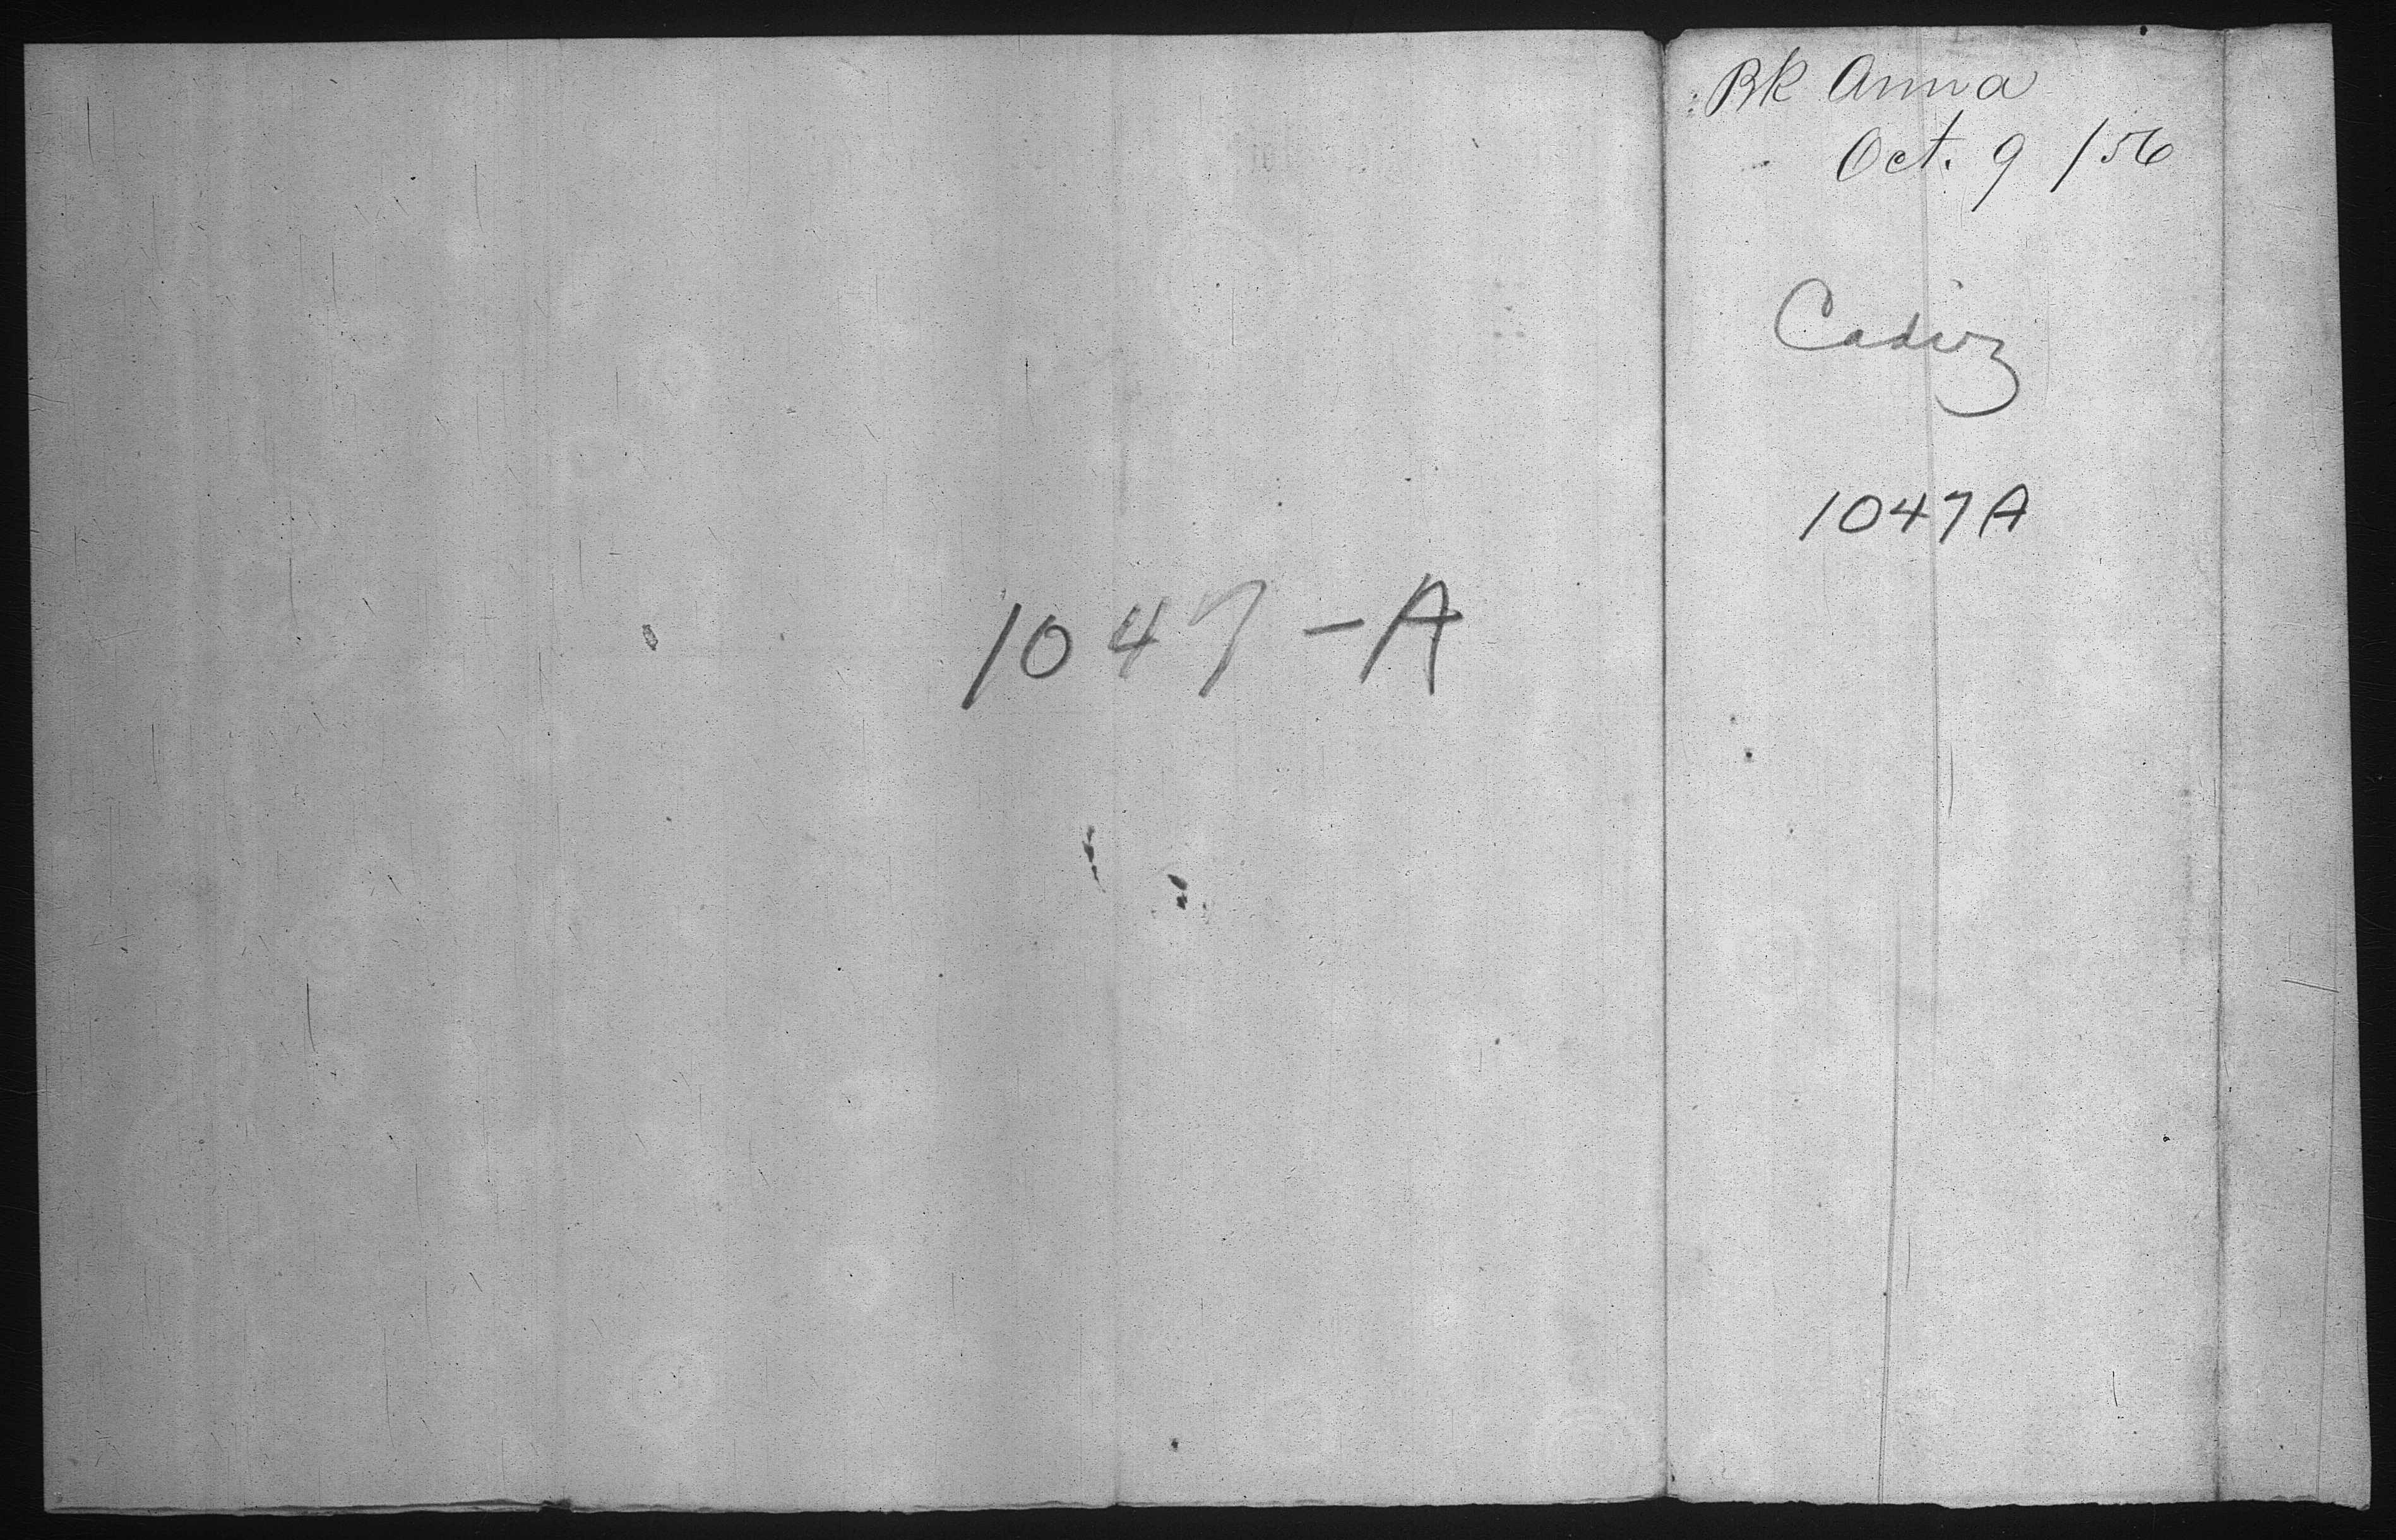 Bk Anna
Oct. 9 /56
Cadiz
1047A
1047-A